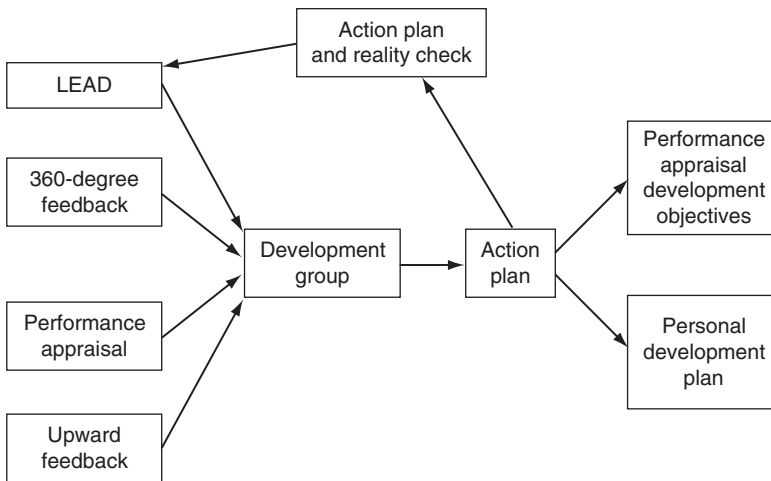 Action plan
and reality check
LEAD
360-degree
feedback
Performance
appraisal
Upward
feedback
Development
group
Action
plan
Performance
appraisal
development
objectives
Personal
development
plan